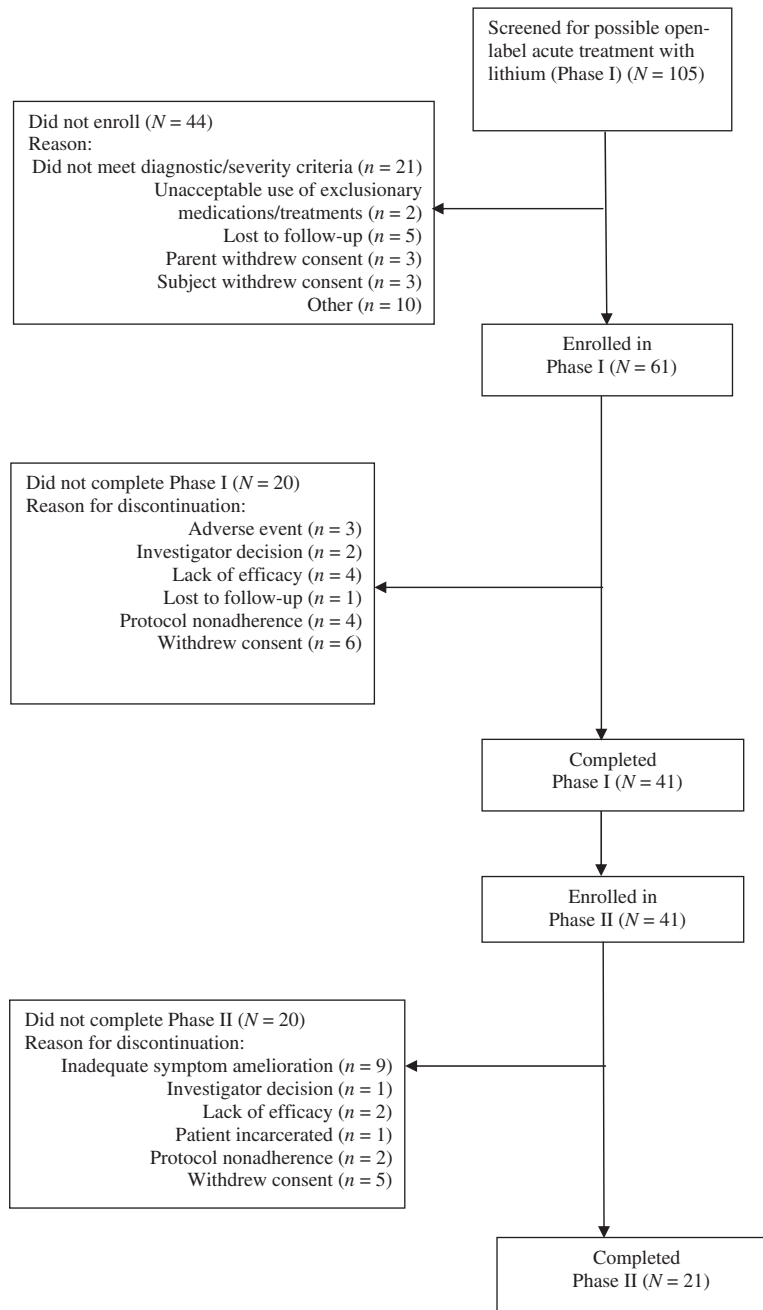 Screened for possible open-
label acute treatment with
lithium (Phase I) (N = 105)
Did not enroll (N = 44)
Reason:
Did not meet diagnostic/severity criteria (n = 21)
Unacceptable use of exclusionary
medications/treatments (n = 2)
Lost to follow-up (n = 5)
Parent withdrew consent (n = 3)
Subject withdrew consent (n = 3)
Other (n = 10)
Enrolled in
Phase I (N = 61)
Did not complete Phase I (N = 20)
Reason for discontinuation:
Adverse event (n = 3)
Investigator decision (n = 2)
Lack of efficacy (n = 4)
Lost to follow-up (n = 1)
Protocol nonadherence (n = 4)
Withdrew consent (n = 6)
Completed
Phase I (N = 41)
Enrolled in
Phase II (N = 41)
Did not complete Phase II (N = 20)
Reason for discontinuation:
Inadequate symptom amelioration (n = 9)
Investigator decision (n = 1)
Lack of efficacy (n = 2)
Patient incarcerated (n = 1)
Protocol nonadherence (n = 2)
Withdrew consent (n = 5)
Completed
Phase II (N = 21)